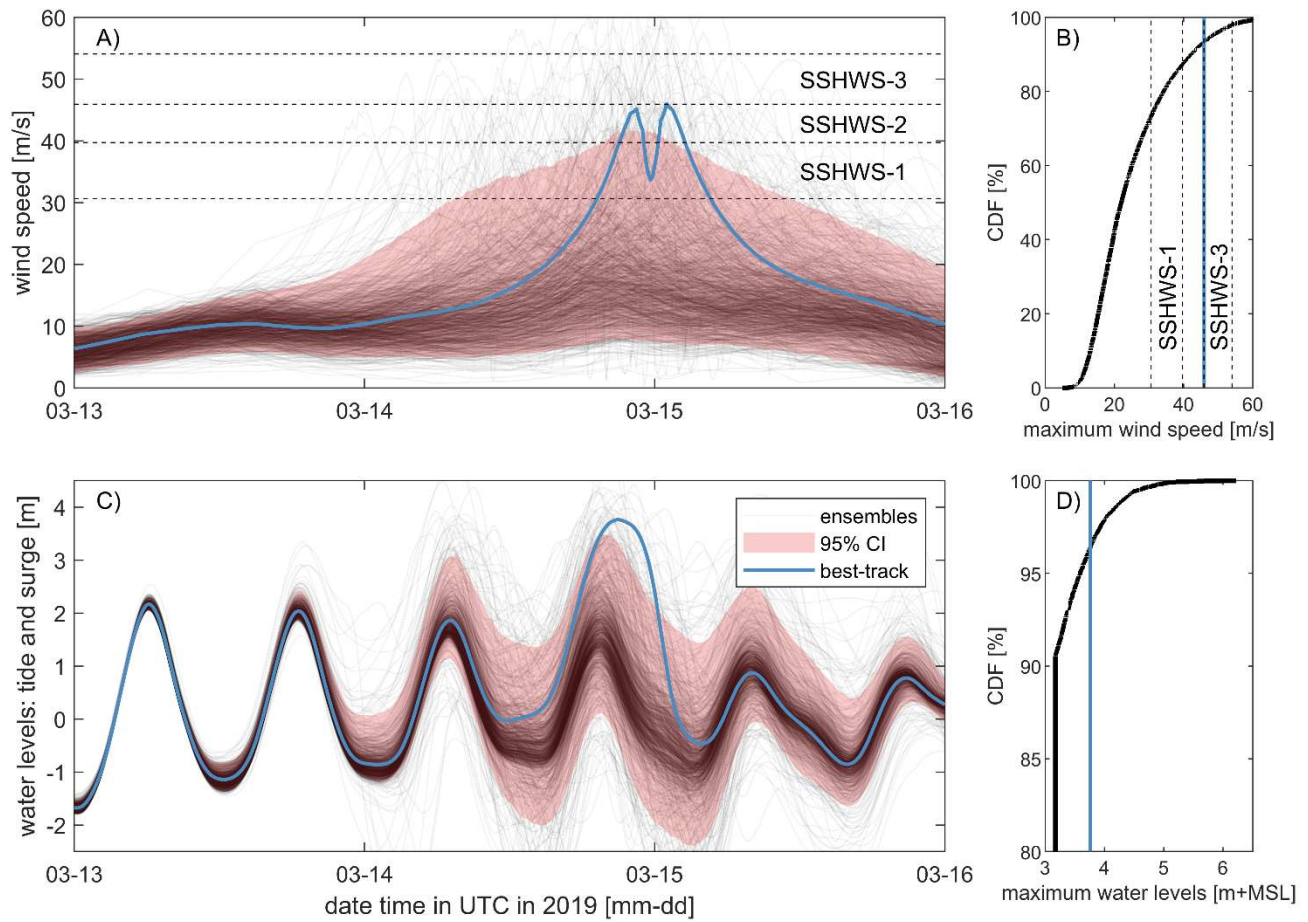 A)
60
50
40
30
20
10
0
wind speed [m/s]
SSHWS-3
SSHWS-2
SSHWS-1
03-13
03-14
03-15
03-16
B)
100
80
60
40
20
0
CDF [%]
SSHWS-1
SSHWS-3
0
20
40
60
maximum wind speed [m/s]
C)
4
3
2
1
0
-1
-2
water levels: tide and surge [m]
ensembles
95% CI
best-track
03-13
03-14
03-15
03-16
date time in UTC in 2019 [mm-dd]
D)
100
95
90
85
80
CDF [%]
3
4
5
6
maximum water levels [m+MSL]